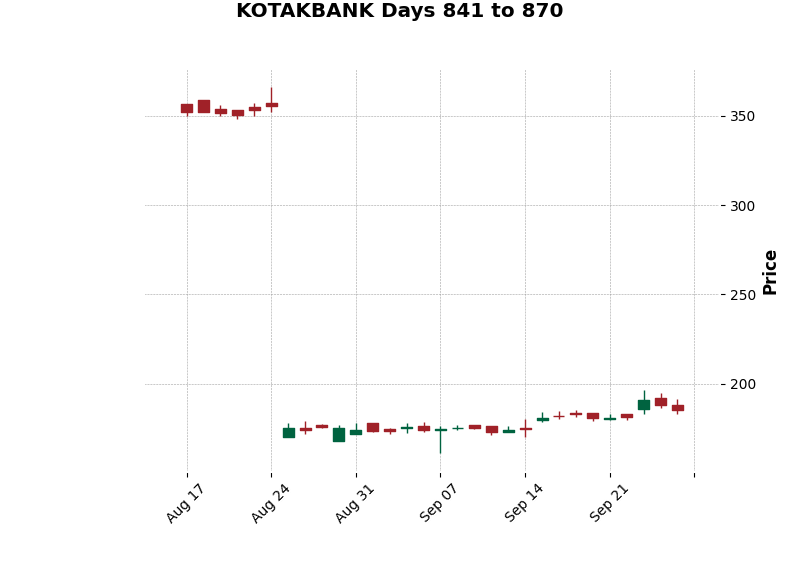 KOTAKBANK Days 841 to 870
350
300
250
200
Price
Aug 17
Aug 24
Aug 31
Sep 07
Sep 14
Sep 21